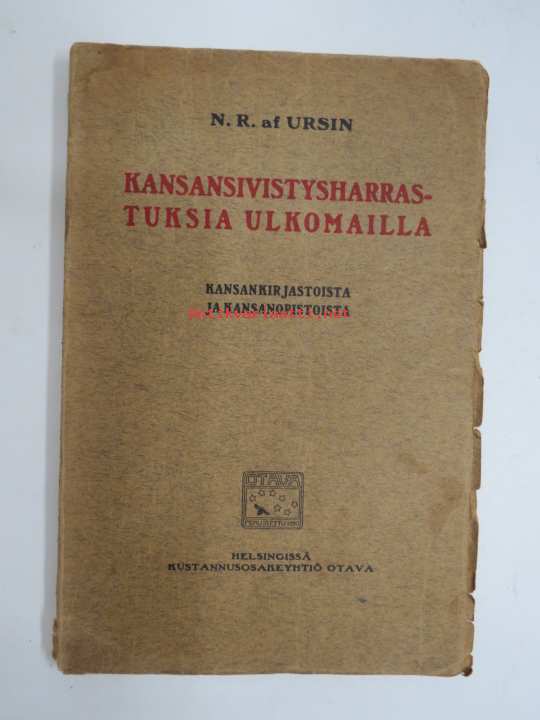 N. R. af URSIN
KANSANSIVISTYSHARRAS-
TUKSIA ULKOMAILLA
KANSANKIRJASTOISTA
JA KANSANOPISTOISTA
OTAVA
HELSINGISSÄ
KUSTANNUSOSAKEYHTIÖ OTAVA